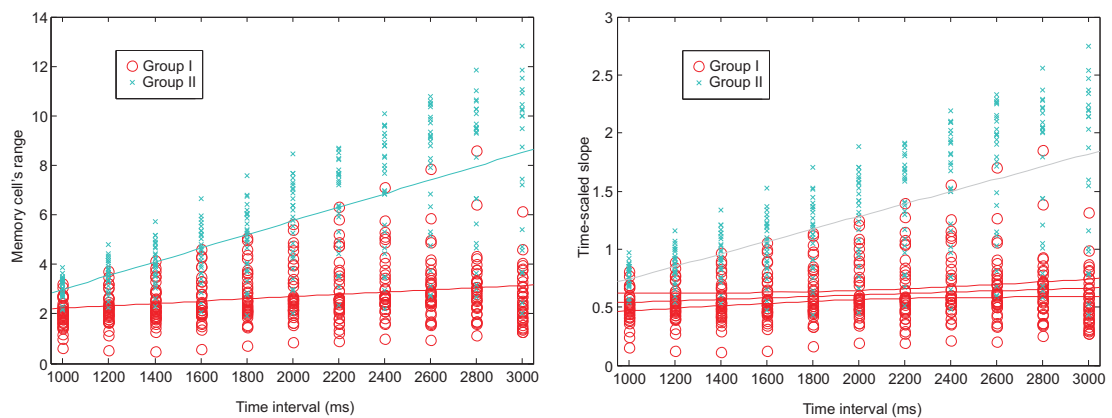 14
12
10
8
6
4
2
0
Memory cell's range
Group I
Group II
1000 1200 1400 1600 1800 2000 2200 2400 2600 2800 3000
Time interval (ms)
3
2.5
2
1.5
1
0.5
0
Time-scaled slope
Group I
Group II
1000 1200 1400 1600 1800 2000 2200 2400 2600 2800 3000
Time interval (ms)